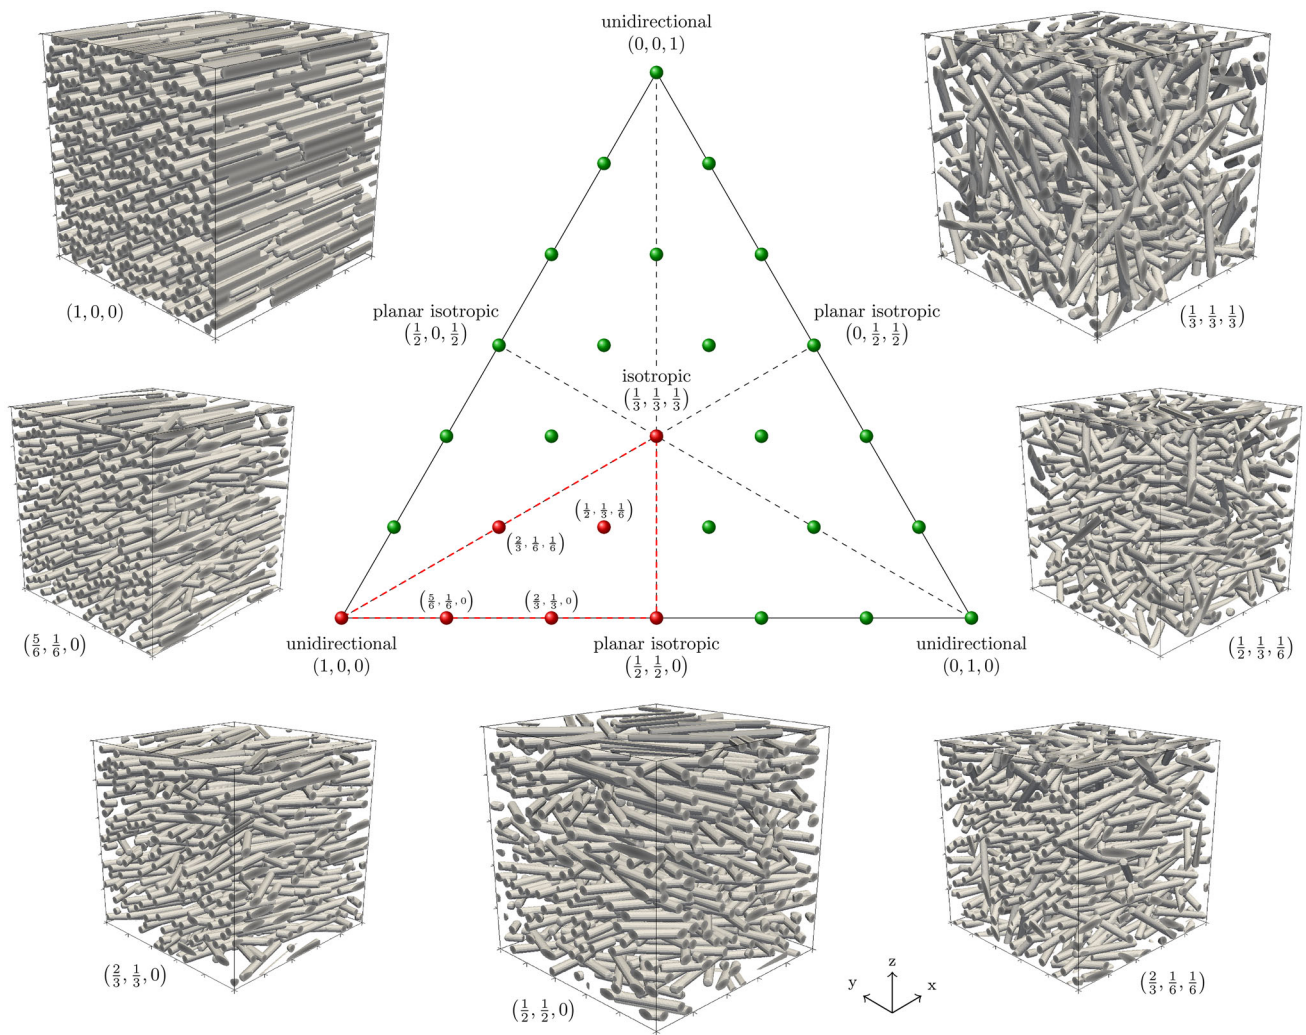 unidirectional
(0, 0, 1)
(1, 0, 0)
(1/3, 1/3, 1/3)
planar isotropic
(1/2, 0, 1/2)
planar isotropic
(0, 1/2, 1/2)
isotropic
(1/3, 1/3, 1/3)
(1/2, 1/3, 1/6)
(2/3, 1/6, 1/6)
(5/6, 1/6, 0)
(2/3, 1/3, 0)
(5/6, 1/6, 0)
unidirectional
(1, 0, 0)
planar isotropic
(1/2, 1/2, 0)
unidirectional
(0, 1, 0)
(1/2, 1/3, 1/6)
(2/3, 1/3, 0)
(1/2, 1/2, 0)
z
y
x
(2/3, 1/6, 1/6)